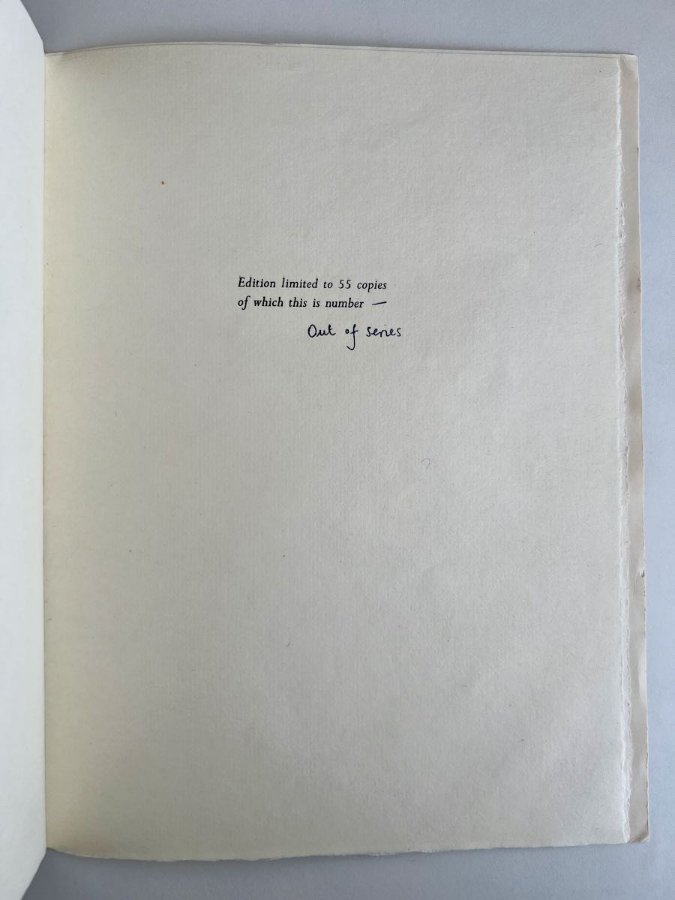 Edition limited to 55 copies
of which this is number —
Out of series